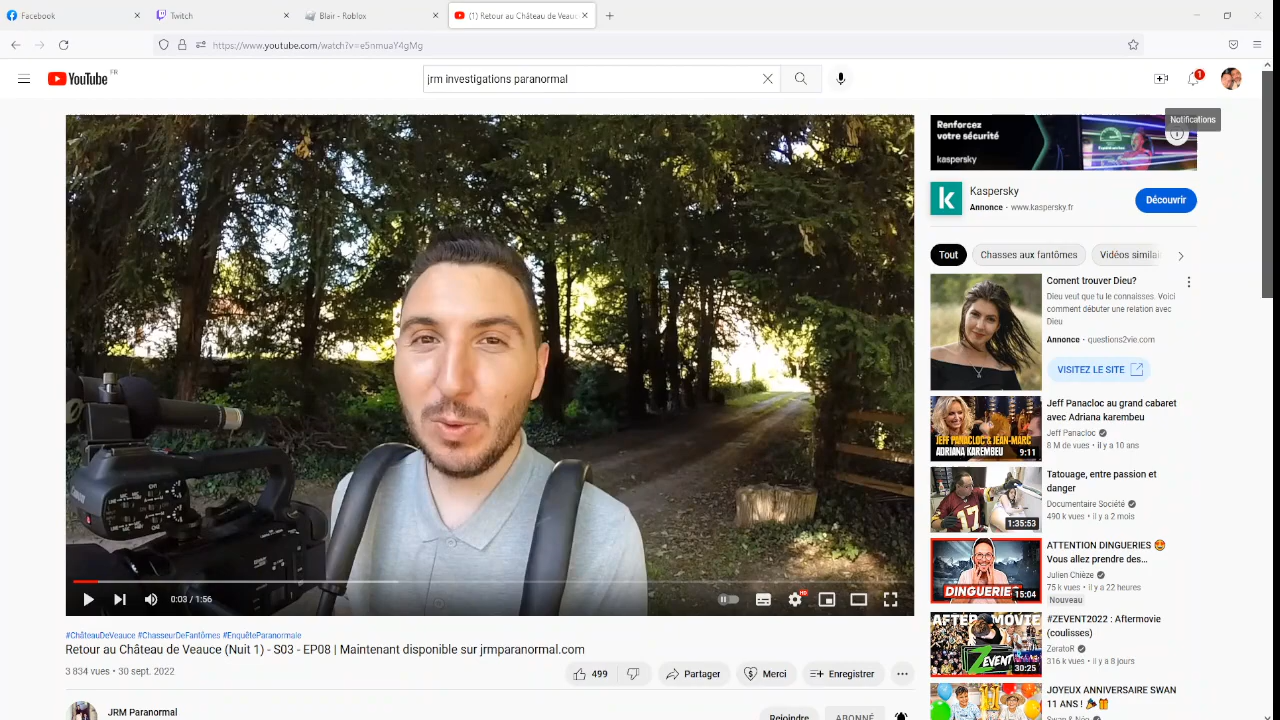 Facebook
Twitch
Blair - Roblox
(1) Retour au Château de Veauc
https://www.youtube.com/watch?v=e5nmuaY4gMg
YouTube FR
jrm investigations paranormal
1
Notifications
Renforcez
votre sécurité
kaspersky
Kaspersky
Annonce · www.kaspersky.fr
Découvrir
Tout
Chasses aux fantômes
Vidéos similai
Coment trouver Dieu?
Dieu veut que tu le connaisses. Voici
comment débuter une relation avec
Dieu
Annonce · questions2vie.com
VISITEZ LE SITE
JEFF PANACLOC & JEAN-MARC
ADRIANA KAREMBEU
9:11
Jeff Panacloc au grand cabaret
avec Adriana karembeu
Jeff Panacloc
8 M de vues · il y a 10 ans
17
1:35:53
Tatouage, entre passion et
danger
Documentaire Société
490 k vues · il y a 2 mois
DINGUERIE
15:04
ATTENTION DINGUERIES 😍
Vous allez prendre des...
Julien Chièze
75 k vues · il y a 22 heures
Nouveau
AFTERMOVIE
ZEVENT
30:25
#ZEVENT2022 : Aftermovie
(coulisses)
ZeratoR
316 k vues · il y a 8 jours
JOYEUX ANNIVERSAIRE SWAN
11 ANS ! 🎉🎁
Swan & Néo
0:03 / 1:56
HD
#ChâteauDeVeauce #ChasseurDeFantômes #EnquêteParanormale
Retour au Château de Veauce (Nuit 1) - S03 - EP08 | Maintenant disponible sur jrmparanormal.com
3 834 vues · 30 sept. 2022
499
Partager
Merci
Enregistrer
JRM Paranormal
Rejoindre
ABONNÉ